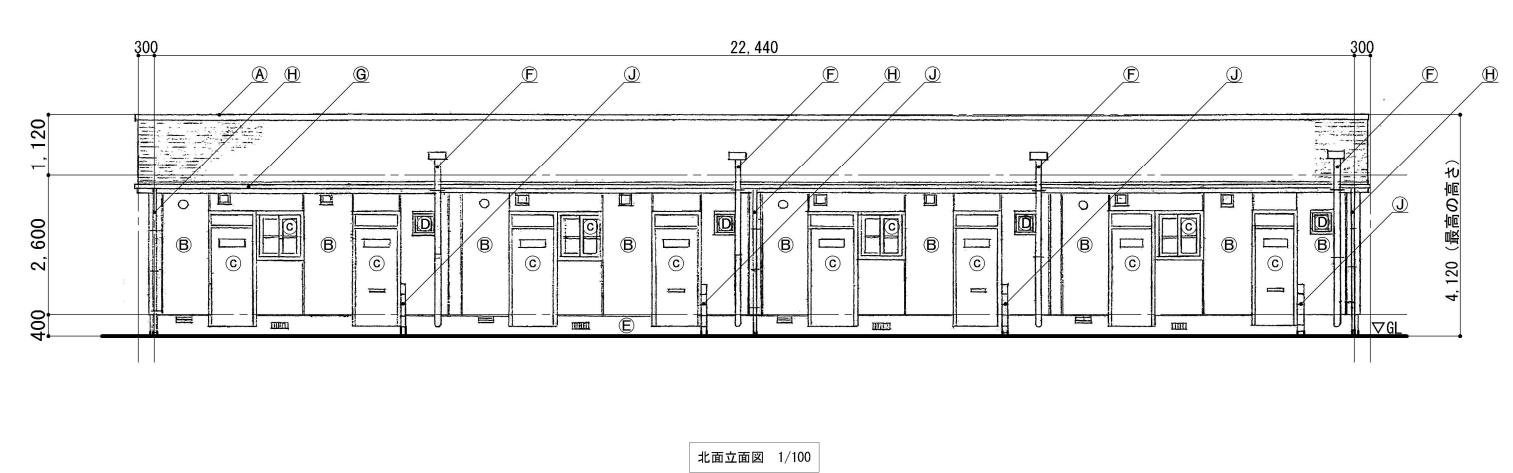 300 22,440 300
Ⓐ Ⓗ Ⓖ Ⓕ Ⓙ Ⓕ Ⓗ Ⓙ Ⓕ Ⓙ Ⓕ Ⓗ
1,120
Ⓙ
Ⓒ Ⓓ Ⓒ Ⓓ Ⓒ Ⓓ Ⓒ Ⓓ
Ⓑ Ⓑ Ⓑ Ⓑ Ⓑ Ⓑ Ⓑ Ⓑ Ⓑ
2,600
Ⓒ Ⓒ Ⓒ Ⓒ Ⓒ Ⓒ Ⓒ Ⓒ
4,120(最高の高さ)
400
Ⓔ
▽GL
北面立面図 1/100